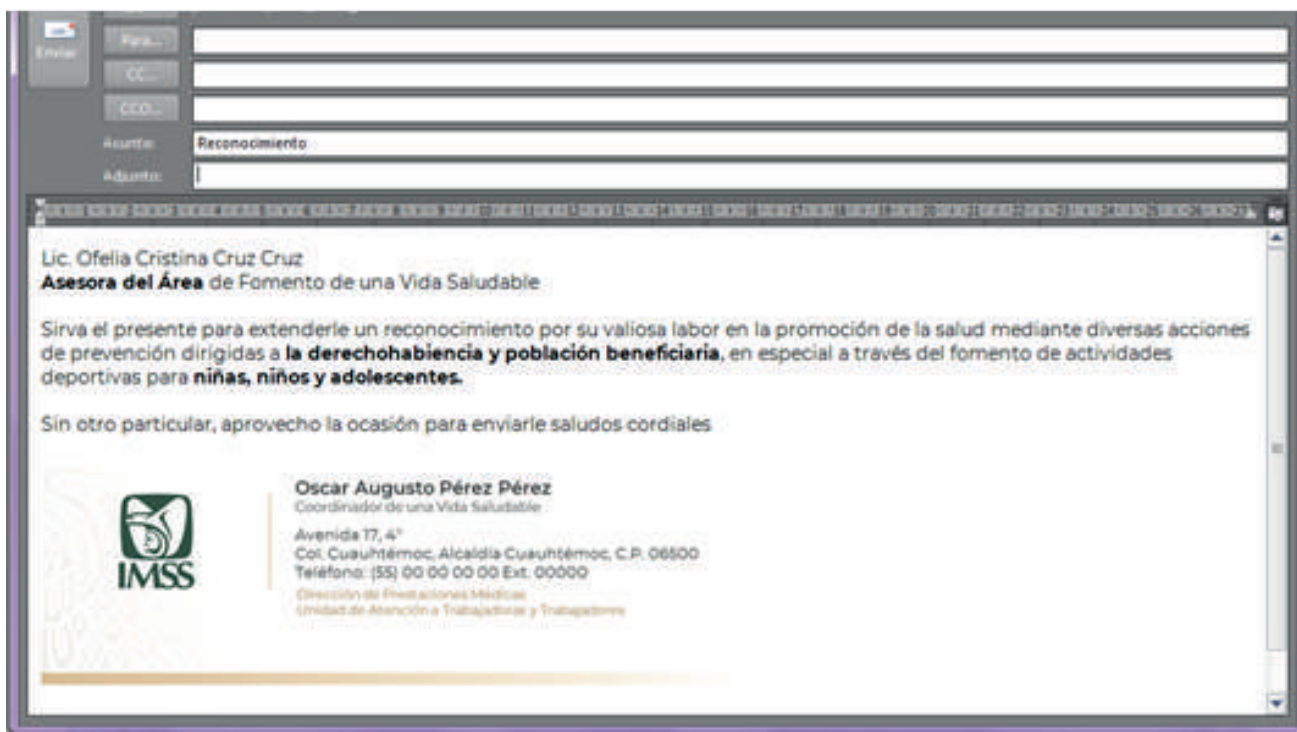 Enviar
Para...
CC...
CCO...
Asunto: Reconocimiento
Adjunto:
Lic. Ofelia Cristina Cruz Cruz
Asesora del Área de Fomento de una Vida Saludable
Sirva el presente para extenderle un reconocimiento por su valiosa labor en la promoción de la salud mediante diversas acciones
de prevención dirigidas a la derechohabiencia y población beneficiaria, en especial a través del fomento de actividades
deportivas para niñas, niños y adolescentes.
Sin otro particular, aprovecho la ocasión para enviarle saludos cordiales
IMSS
Oscar Augusto Pérez Pérez
Coordinador de una Vida Saludable
Avenida 17, 4°
Col. Cuauhtémoc, Alcaldía Cuauhtémoc, C.P. 06500
Teléfono: (55) 00 00 00 00 Ext. 00000
Dirección de Prestaciones Médicas
Unidad de Atención a Trabajadoras y Trabajadores